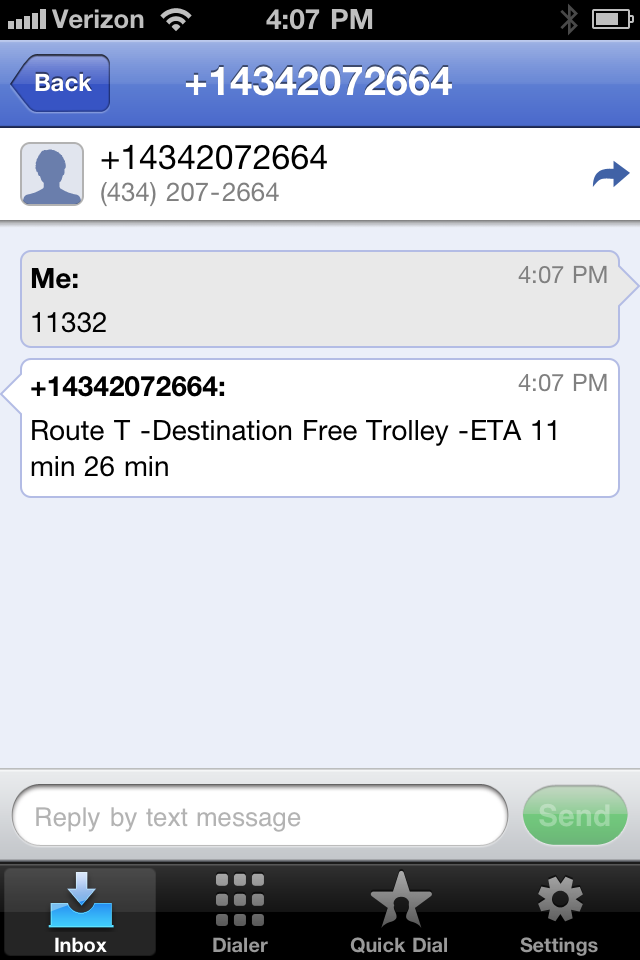 Verizon 4:07 PM
Back +14342072664
+14342072664
(434) 207-2664
Me: 4:07 PM
11332
+14342072664: 4:07 PM
Route T -Destination Free Trolley -ETA 11
min 26 min
Reply by text message Send
Inbox Dialer Quick Dial Settings